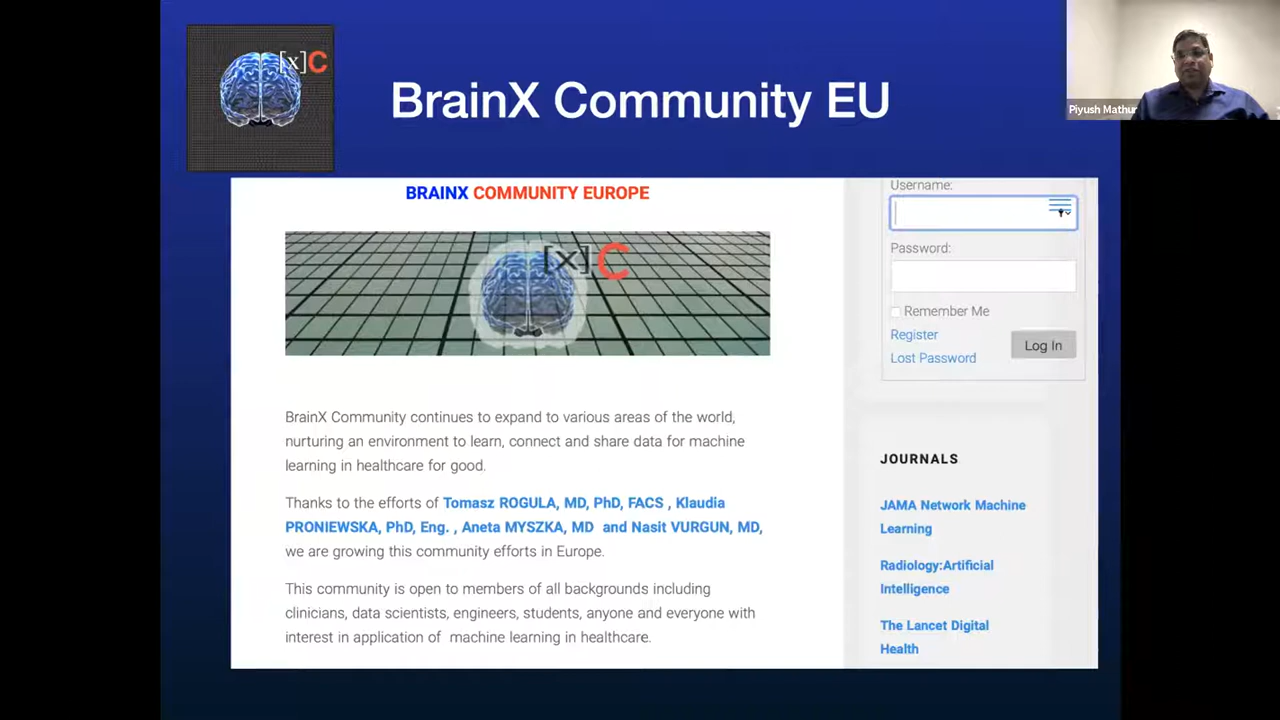 [x]C
BrainX Community EU
Piyush Mathur
BRAINX COMMUNITY EUROPE
[x]C
BrainX Community continues to expand to various areas of the world,
nurturing an environment to learn, connect and share data for machine
learning in healthcare for good.
Thanks to the efforts of Tomasz ROGULA, MD, PhD, FACS , Klaudia
PRONIEWSKA, PhD, Eng. , Aneta MYSZKA, MD and Nasit VURGUN, MD,
we are growing this community efforts in Europe.
This community is open to members of all backgrounds including
clinicians, data scientists, engineers, students, anyone and everyone with
interest in application of machine learning in healthcare.
Username:
Password:
Remember Me
Register
Log In
Lost Password
JOURNALS
JAMA Network Machine
Learning
Radiology:Artificial
Intelligence
The Lancet Digital
Health